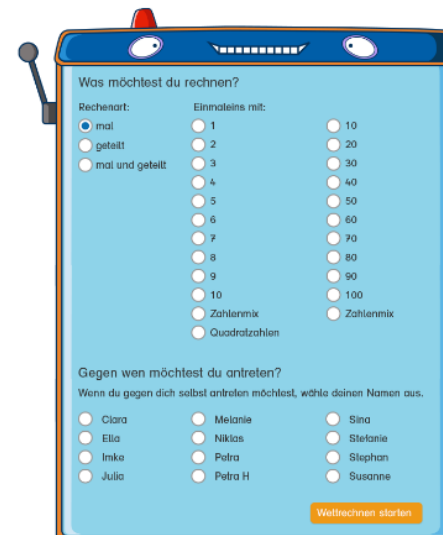 Was möchtest du rechnen?
Rechenart: Einmaleins mit:
mal 1 10
geteilt 2 20
mal und geteilt 3 30
4 40
5 50
6 60
7 70
8 80
9 90
10 100
Zahlenmix Zahlenmix
Quadratzahlen
Gegen wen möchtest du antreten?
Wenn du gegen dich selbst antreten möchtest, wähle deinen Namen aus.
Clara Melanie Sina
Ella Niklas Stefanie
Imke Petra Stephan
Julia Petra H Susanne
Wettrechnen starten